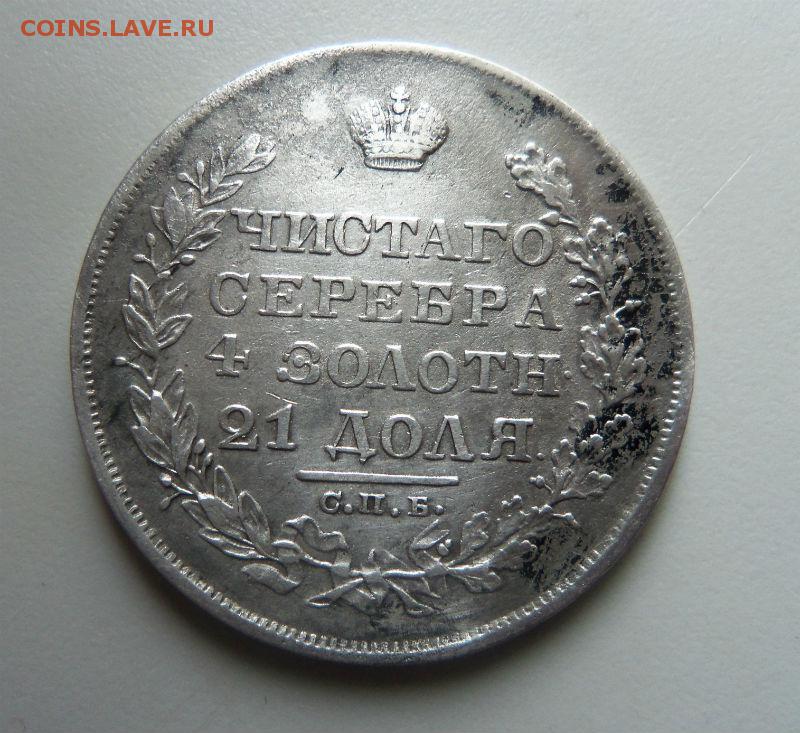 COINS.LAVE.RU
ЧИСТАГО
СЕРЕБРА
4 ЗОЛОТН.
21 ДОЛЯ.
С.П.Б.